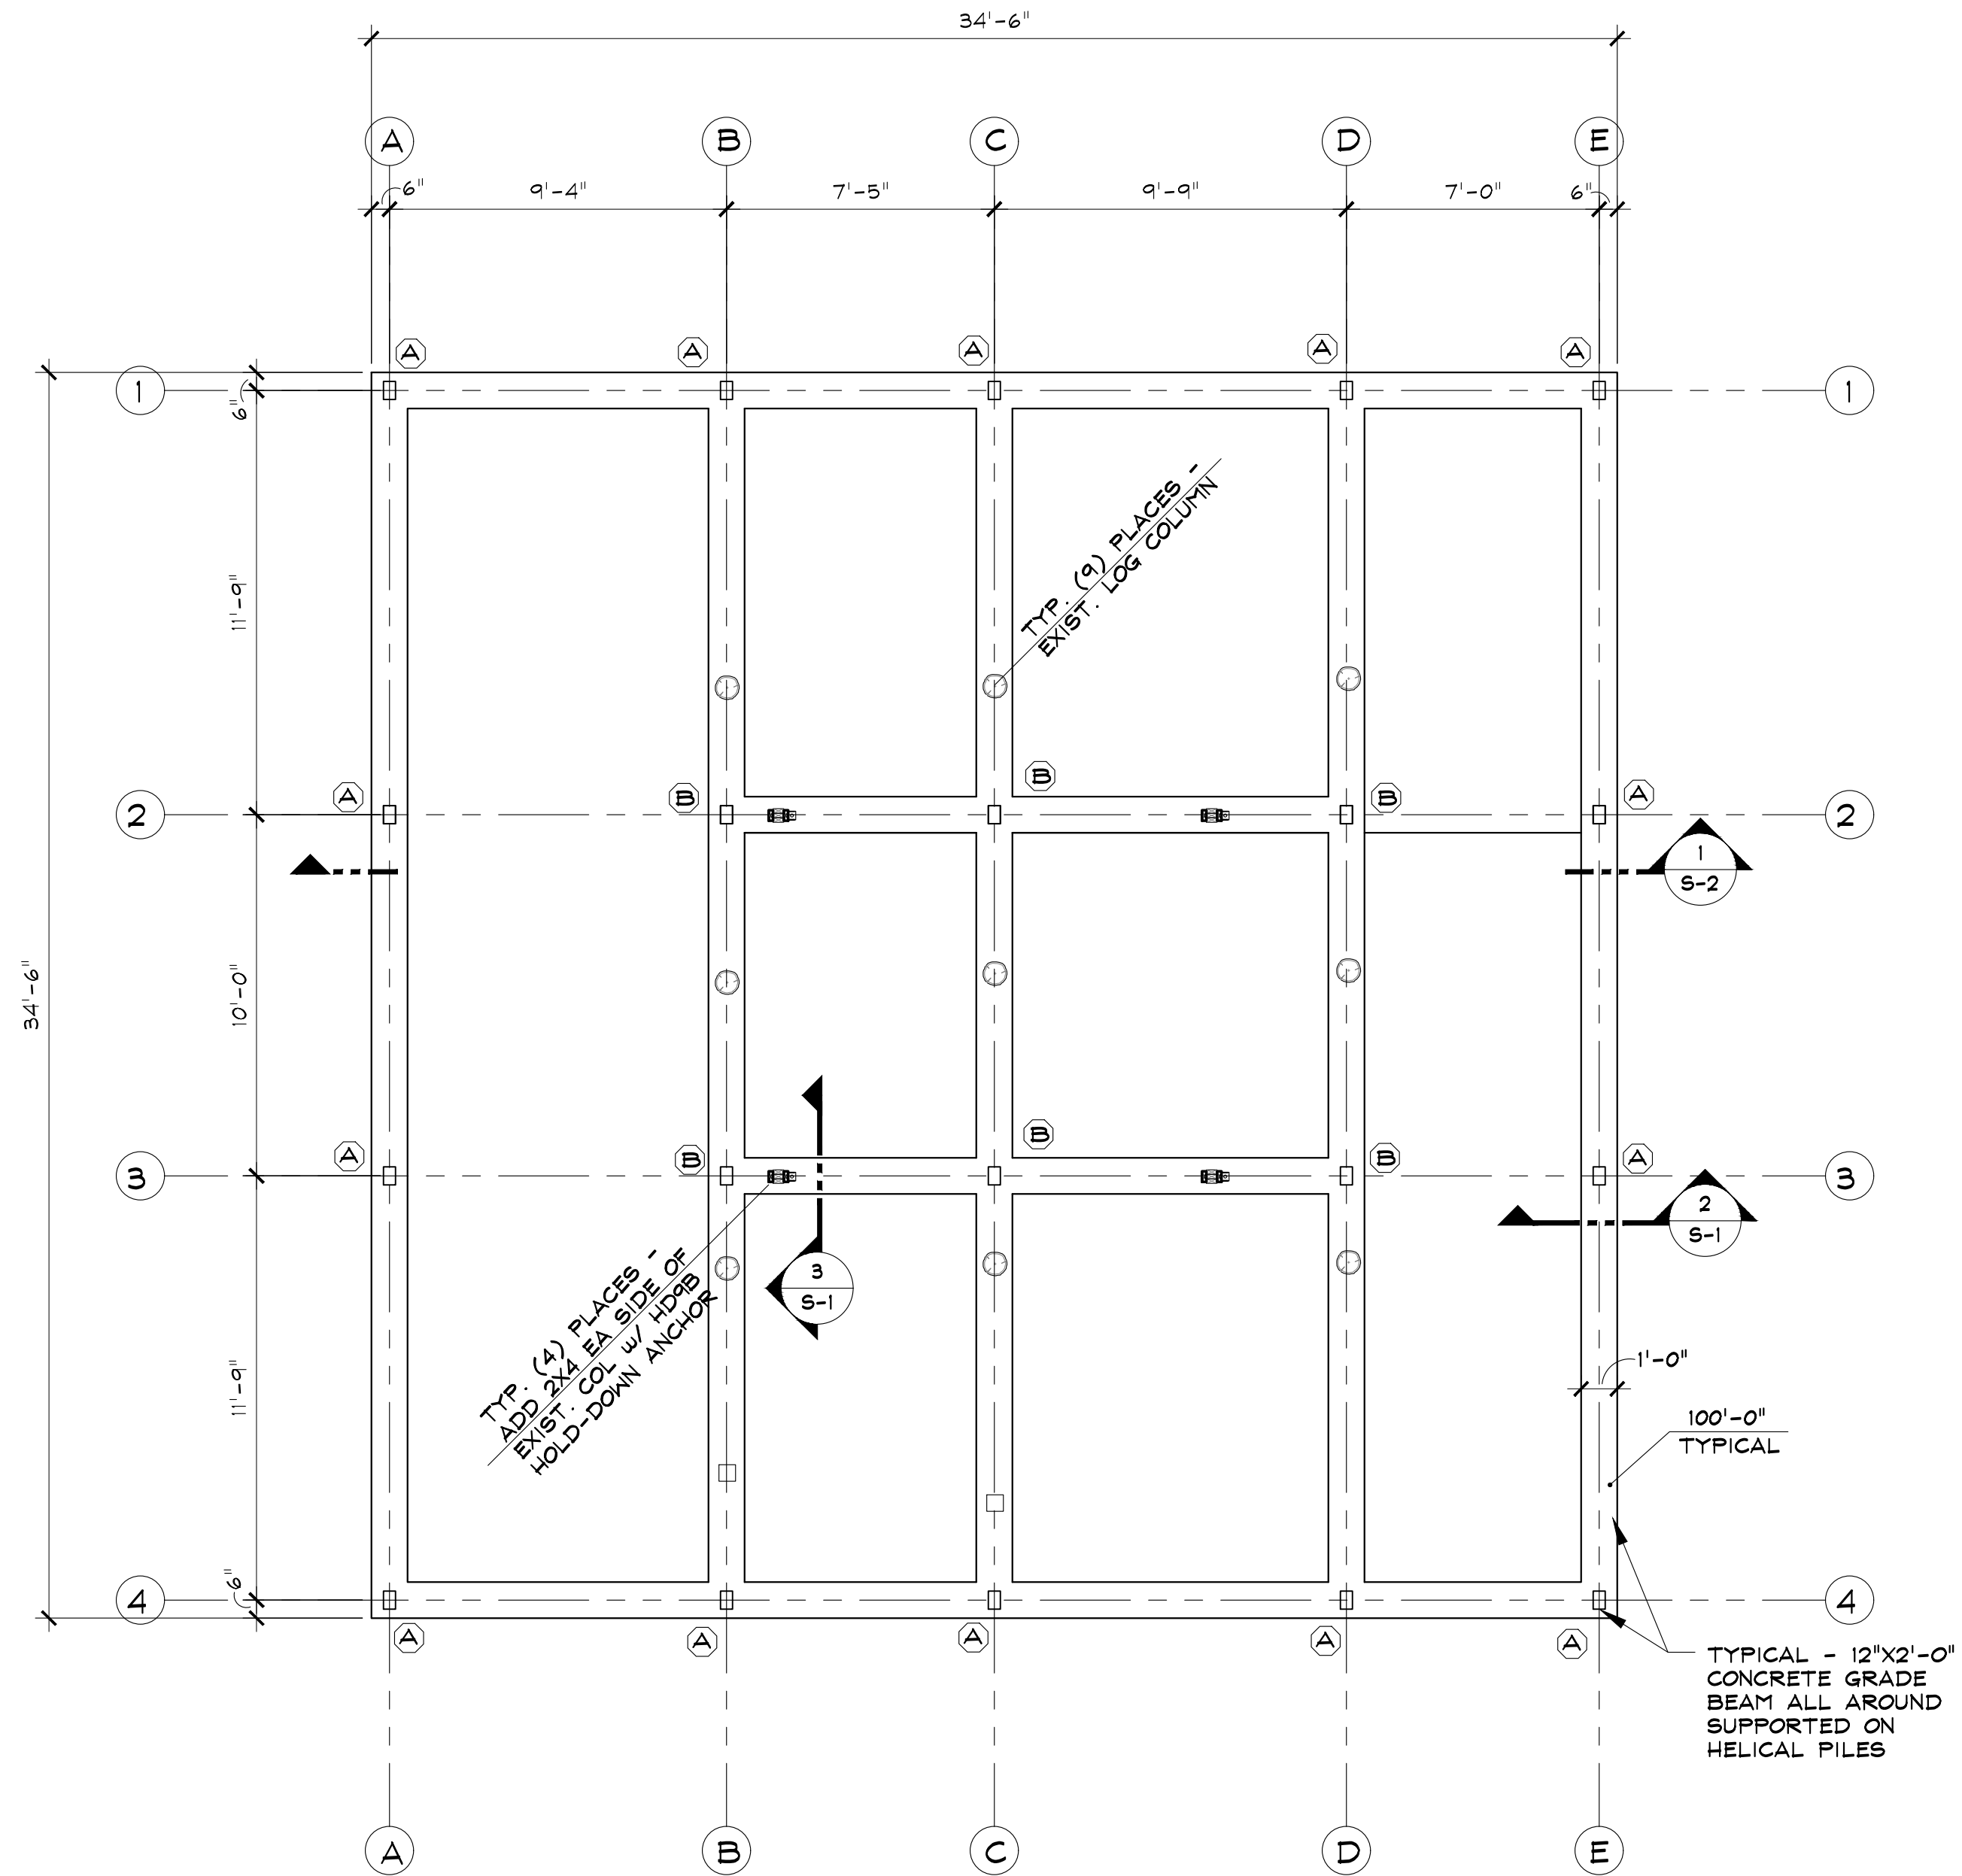 34'-6"
A B C D E
6" 9'-4" 7'-5" 9'-9" 7'-0" 6"
A A A A A
1 1
6"
11'-9"
TYP. (9) PLACES -
EXIST. LOG COLUMN
B
A B B A
2 2
1
S-2
34'-6"
10'-0"
B
A B B A
3 3
2
S-1
3
S-1
TYP. (4) PLACES -
ADD 2X4 EA SIDE OF
EXIST. COL w/ HD9B
HOLD-DOWN ANCHOR
11'-9"
1'-0"
100'-0"
TYPICAL
6"
4 4
A A A A A
TYPICAL - 12"X2'-0"
CONCRETE GRADE
BEAM ALL AROUND
SUPPORTED ON
HELICAL PILES
A B C D E